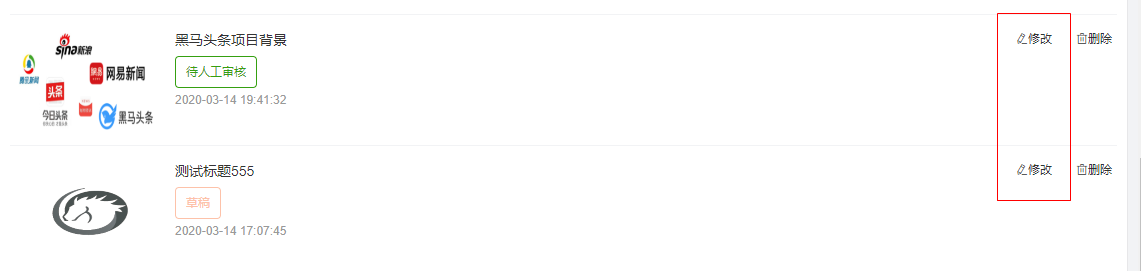 黑马头条项目背景
修改
删除
sina新浪
腾讯新闻
网易
网易新闻
待人工审核
头条
今日头条
黑马头条
2020-03-14 19:41:32
测试标题555
修改
删除
草稿
2020-03-14 17:07:45